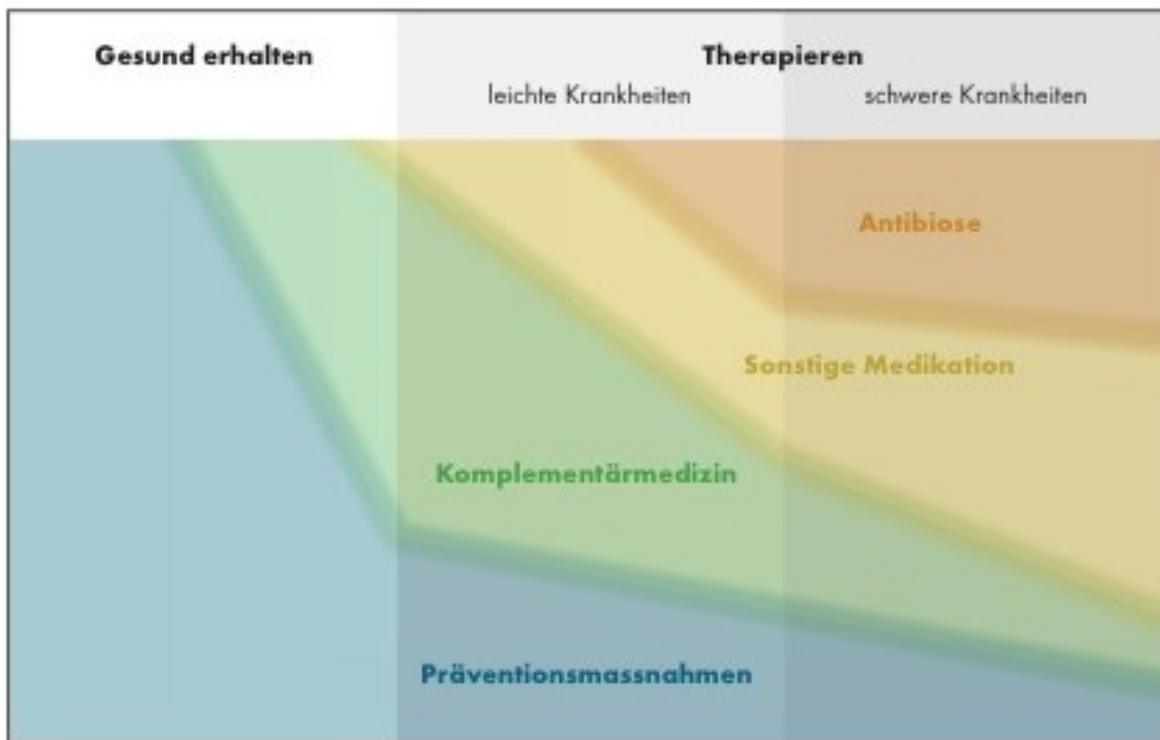 Gesund erhalten
Therapieren
leichte Krankheiten
schwere Krankheiten
Antibiose
Sonstige Medikation
Komplementärmedizin
Präventionsmassnahmen